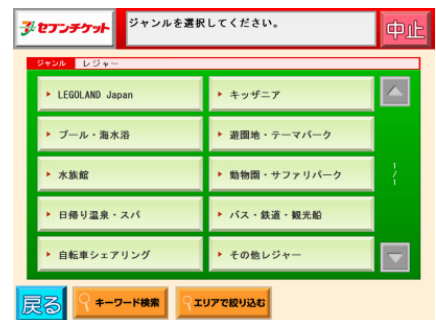 セブンチケット
ジャンルを選択してください。
中止
ジャンル レジャー
LEGOLAND Japan
キッザニア
プール・海水浴
遊園地・テーマパーク
水族館
動物園・サファリパーク
日帰り温泉・スパ
バス・鉄道・観光船
自転車シェアリング
その他レジャー
1/1
戻る
キーワード検索
エリアで絞り込む